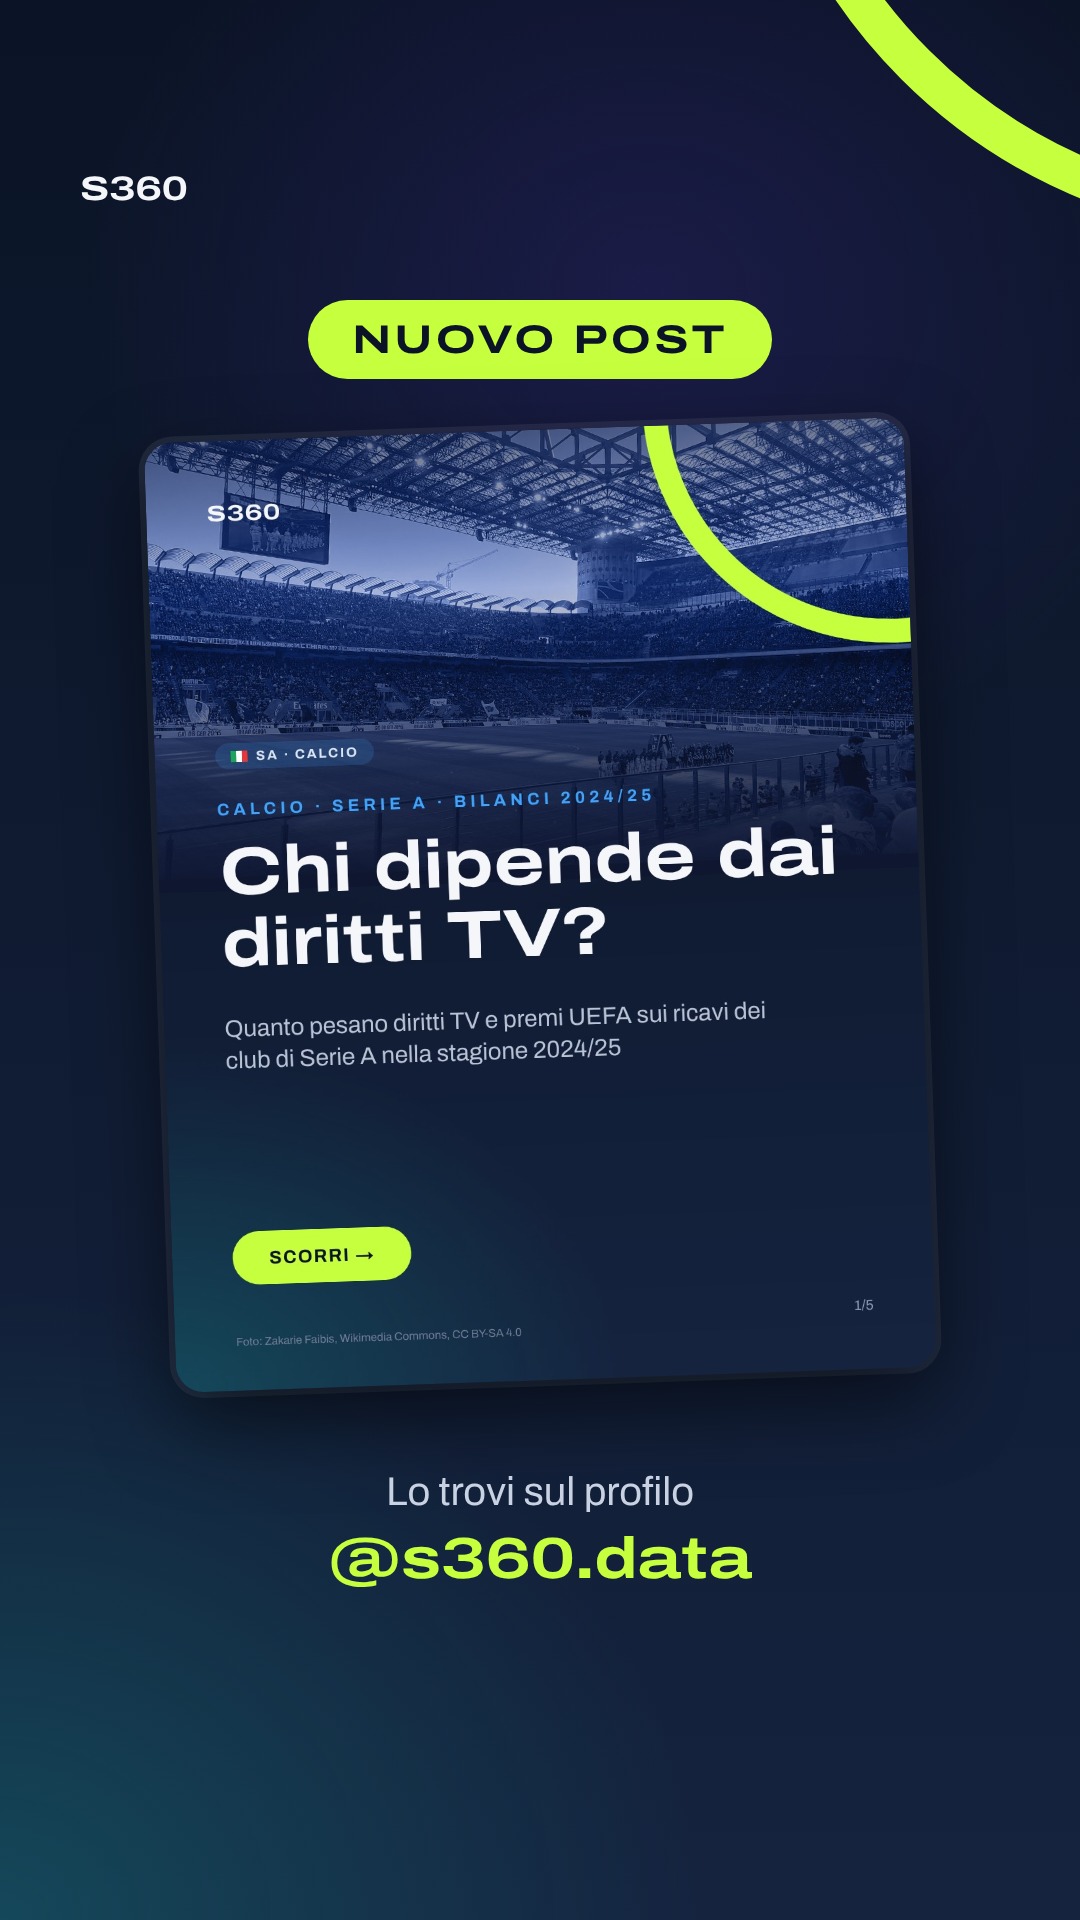 S360
NUOVO POST
S360
Emirates
SA · CALCIO
CALCIO · SERIE A · BILANCI 2024/25
Chi dipende dai
diritti TV?
Quanto pesano diritti TV e premi UEFA sui ricavi dei
club di Serie A nella stagione 2024/25
SCORRI →
1/5
Foto: Zakarie Faibis, Wikimedia Commons, CC BY-SA 4.0
Lo trovi sul profilo
@s360.data